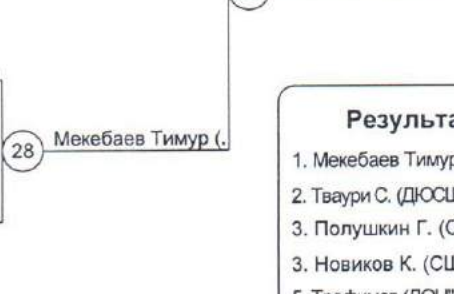 28
Мекебаев Тимур (.
Результа
1. Мекебаев Тимур
2. Тваури С. (ДЮСШ
3. Полушкин Г. (С
3. Новиков К. (СШ